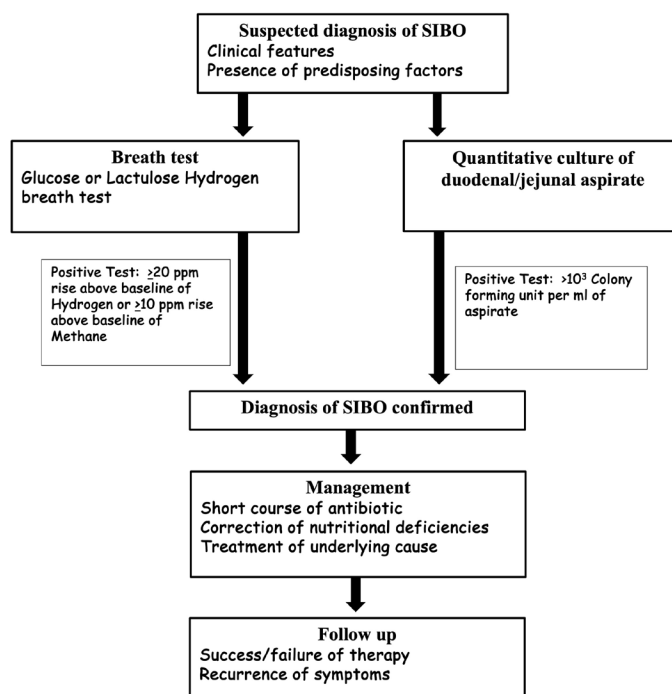 Suspected diagnosis of SIBO
Clinical features
Presence of predisposing factors
Breath test
Glucose or Lactulose Hydrogen
breath test
Quantitative culture of
duodenal/jejunal aspirate
Positive Test: ≥20 ppm
rise above baseline of
Hydrogen or ≥10 ppm rise
above baseline of
Methane
Positive Test: >10³ Colony
forming unit per ml of
aspirate
Diagnosis of SIBO confirmed
Management
Short course of antibiotic
Correction of nutritional deficiencies
Treatment of underlying cause
Follow up
Success/failure of therapy
Recurrence of symptoms